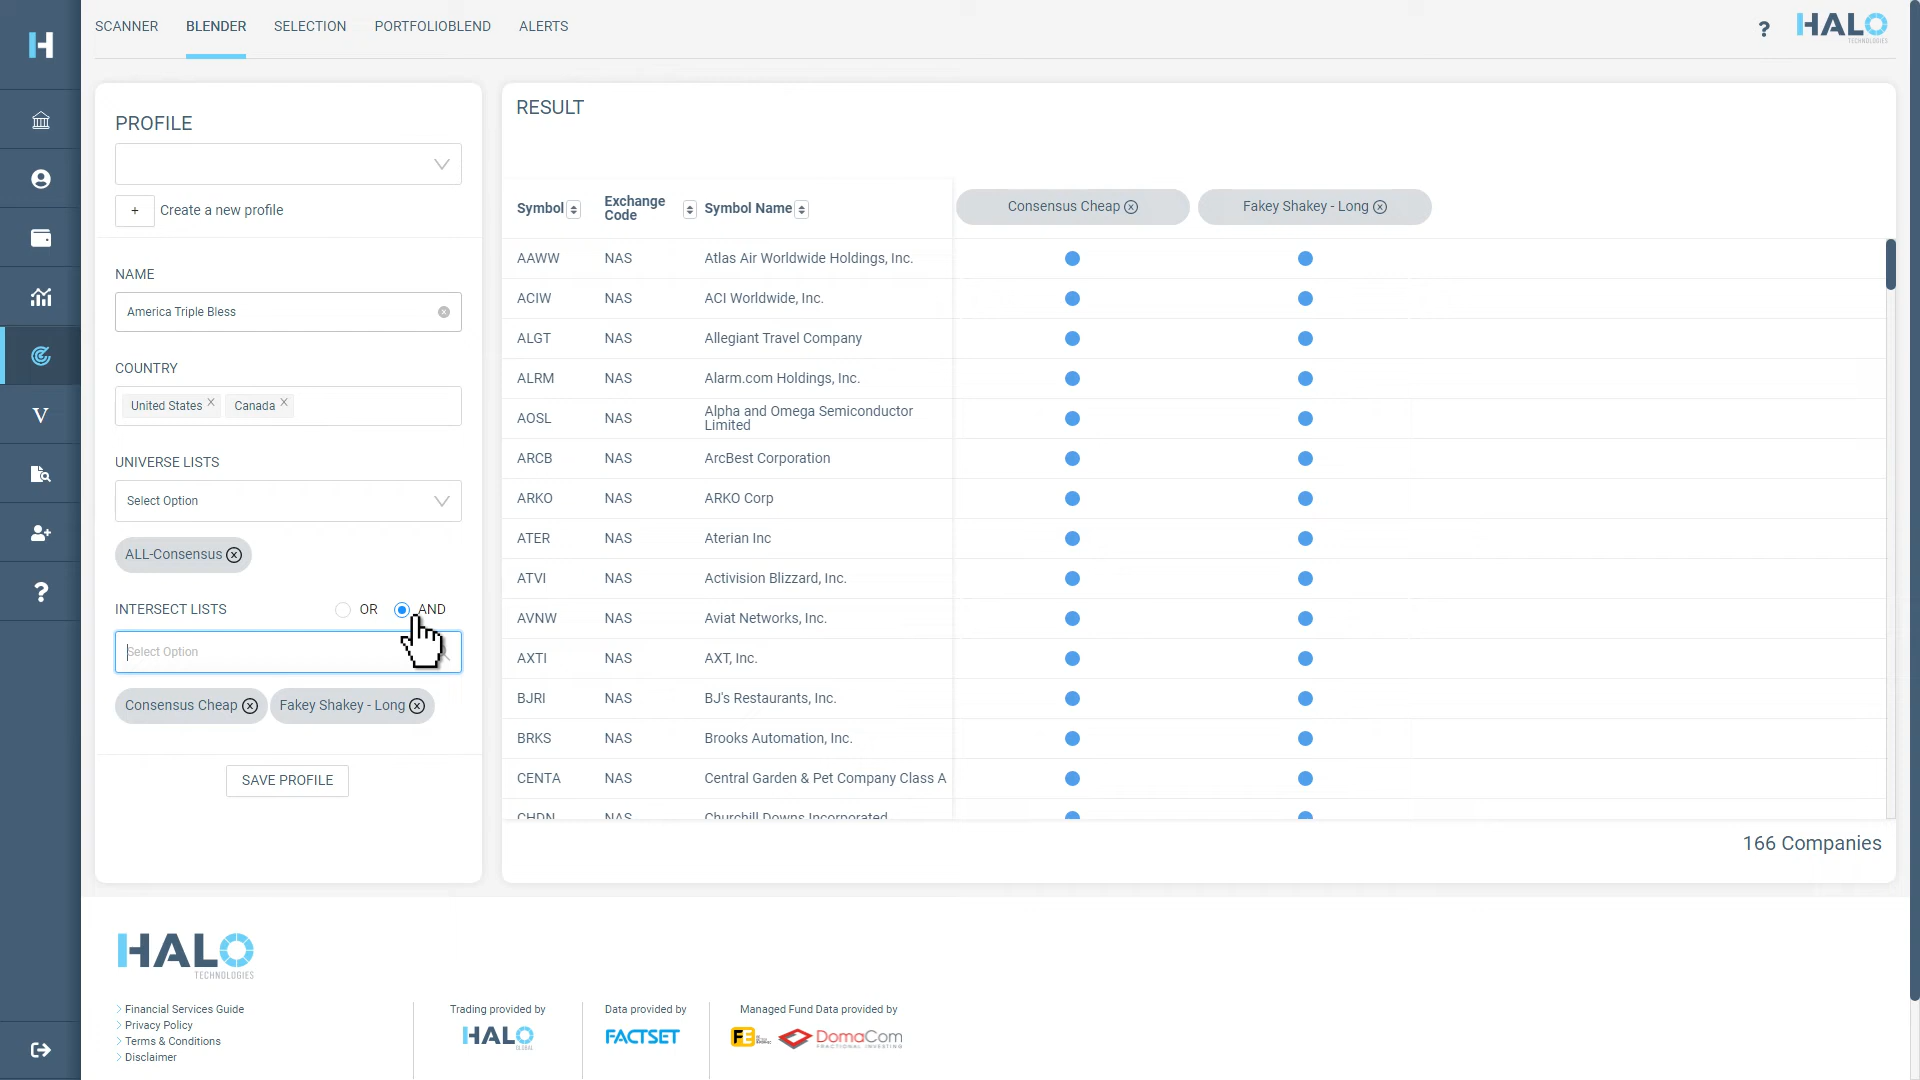 SCANNER
BLENDER
SELECTION
PORTFOLIOBLEND
ALERTS
?
HALO
TECHNOLOGIES
PROFILE
+ Create a new profile
NAME
America Triple Bless
COUNTRY
United States
Canada
UNIVERSE LISTS
Select Option
ALL-Consensus
INTERSECT LISTS
OR
AND
Select Option
Consensus Cheap
Fakey Shakey - Long
SAVE PROFILE
RESULT
Symbol
Exchange
Code
Symbol Name
Consensus Cheap
Fakey Shakey - Long
AAWW NAS Atlas Air Worldwide Holdings, Inc.
ACIW NAS ACI Worldwide, Inc.
ALGT NAS Allegiant Travel Company
ALRM NAS Alarm.com Holdings, Inc.
AOSL NAS Alpha and Omega Semiconductor
Limited
ARCB NAS ArcBest Corporation
ARKO NAS ARKO Corp
ATER NAS Aterian Inc
ATVI NAS Activision Blizzard, Inc.
AVNW NAS Aviat Networks, Inc.
AXTI NAS AXT, Inc.
BJRI NAS BJ's Restaurants, Inc.
BRKS NAS Brooks Automation, Inc.
CENTA NAS Central Garden & Pet Company Class A
CHDN NAS Churchill Downs Incorporated
166 Companies
HALO
TECHNOLOGIES
Financial Services Guide
Privacy Policy
Terms & Conditions
Disclaimer
Trading provided by
HALO
GLOBAL
Data provided by
FACTSET
Managed Fund Data provided by
FE
DomaCom
FRACTIONAL INVESTING